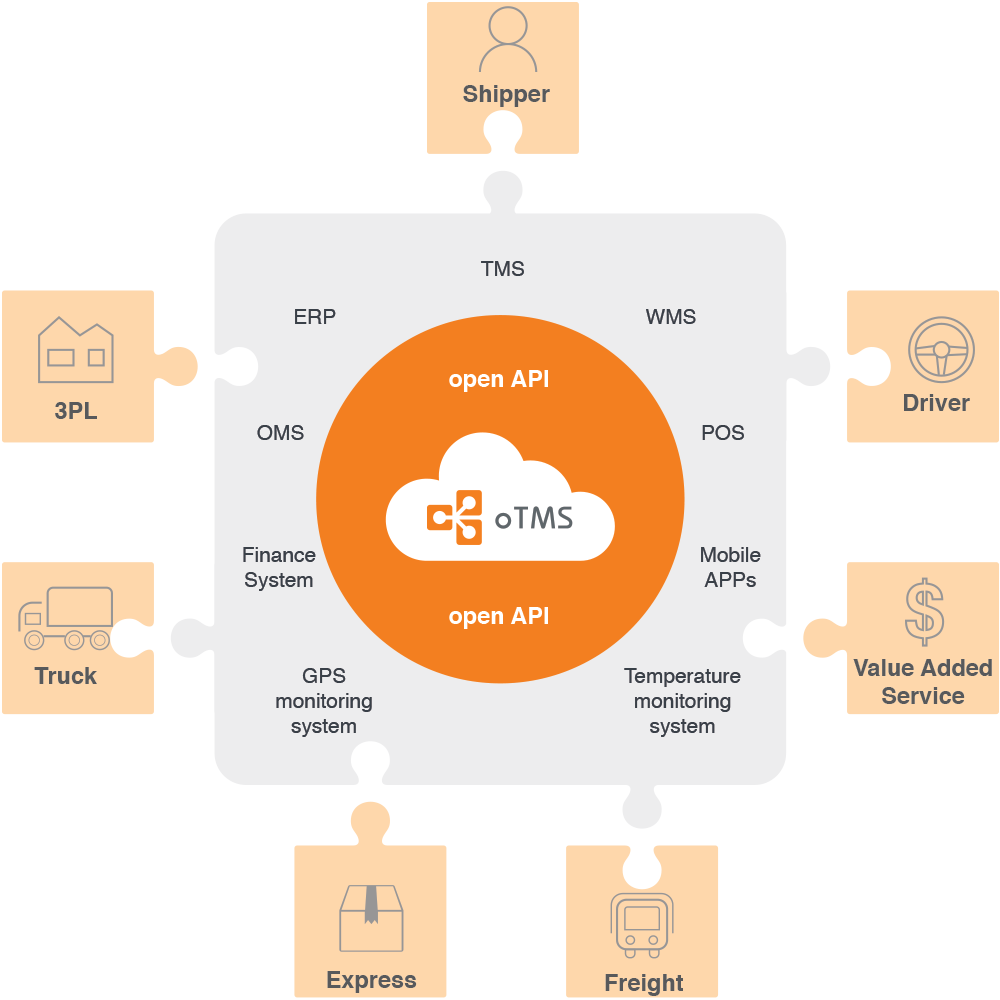 Shipper
TMS
ERP
WMS
open API
3PL
Driver
OMS
POS
oTMS
Finance
System
Mobile
APPs
open API
Truck
Value Added
Service
GPS
monitoring
system
Temperature
monitoring
system
Express
Freight